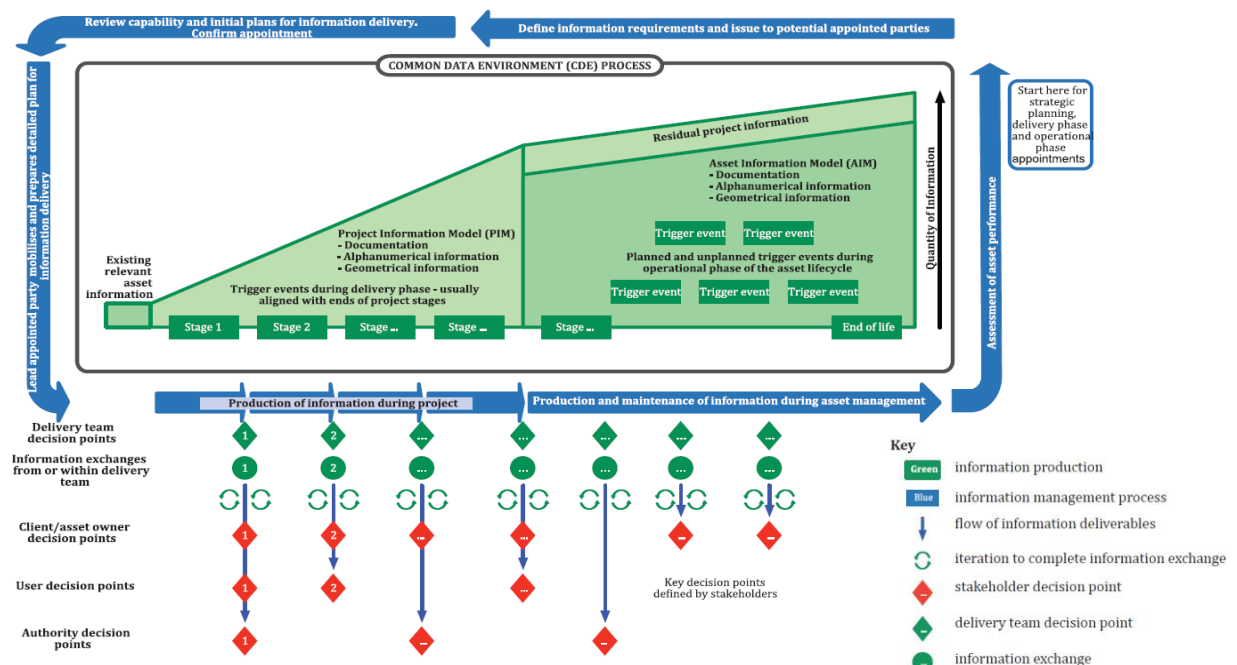 Review capability and initial plans for information delivery.
Confirm appointment
Define information requirements and issue to potential appointed parties
Lead appointed party mobilises and prepares detailed plan for
information delivery
COMMON DATA ENVIRONMENT (CDE) PROCESS
Start here for
strategic
planning,
delivery phase
and operational
phase
appointments
Assessment of asset performance
Quantity of Information
Residual project information
Asset Information Model (AIM)
- Documentation
- Alphanumerical information
- Geometrical information
Project Information Model (PIM)
- Documentation
- Alphanumerical information
- Geometrical information
Trigger event
Trigger event
Planned and unplanned trigger events during
operational phase of the asset lifecycle
Trigger event
Trigger event
Trigger event
Existing
relevant
asset
information
Trigger events during delivery phase - usually
aligned with ends of project stages
Stage 1
Stage 2
Stage ...
Stage ...
Stage ...
End of life
Production of information during project
Production and maintenance of information during asset management
Delivery team
decision points
1
2
...
...
...
...
...
Information exchanges
from or within delivery
team
1
2
...
...
...
...
...
Client/asset owner
decision points
1
2
...
...
...
...
User decision points
1
2
...
Key decision points
defined by stakeholders
Authority decision
points
1
...
...
Key
Green
information production
Blue
information management process
flow of information deliverables
iteration to complete information exchange
...
stakeholder decision point
...
delivery team decision point
...
information exchange